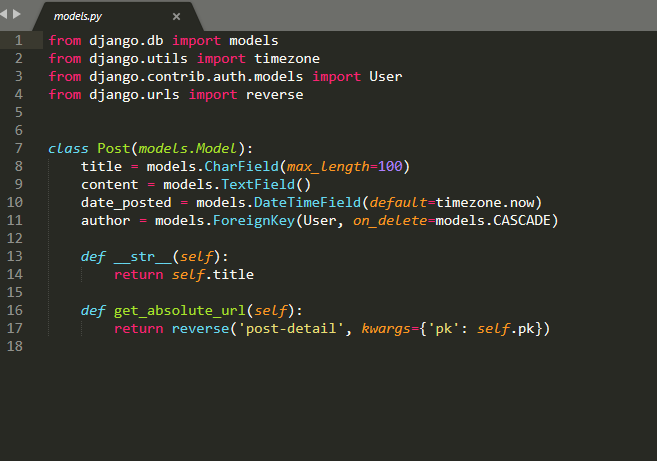 models.py ×
1 from django.db import models
2 from django.utils import timezone
3 from django.contrib.auth.models import User
4 from django.urls import reverse
5
6
7 class Post(models.Model):
8     title = models.CharField(max_length=100)
9     content = models.TextField()
10     date_posted = models.DateTimeField(default=timezone.now)
11     author = models.ForeignKey(User, on_delete=models.CASCADE)
12
13     def __str__(self):
14         return self.title
15
16     def get_absolute_url(self):
17         return reverse('post-detail', kwargs={'pk': self.pk})
18